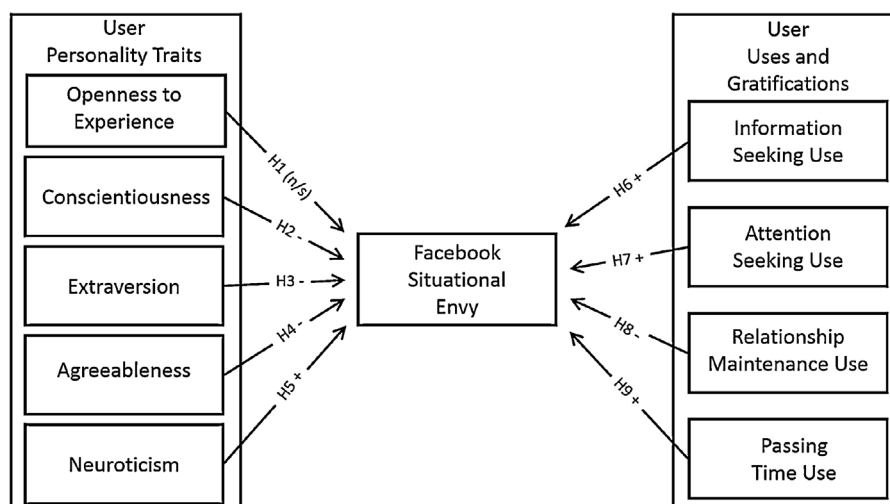 User
Personality Traits
Openness to
Experience
Conscientiousness
Extraversion
Agreeableness
Neuroticism
H1 (n/s)
H2 -
H3 -
H4 -
H5 +
Facebook
Situational
Envy
H6 +
H7 +
H8 -
H9 +
User
Uses and
Gratifications
Information
Seeking Use
Attention
Seeking Use
Relationship
Maintenance Use
Passing
Time Use